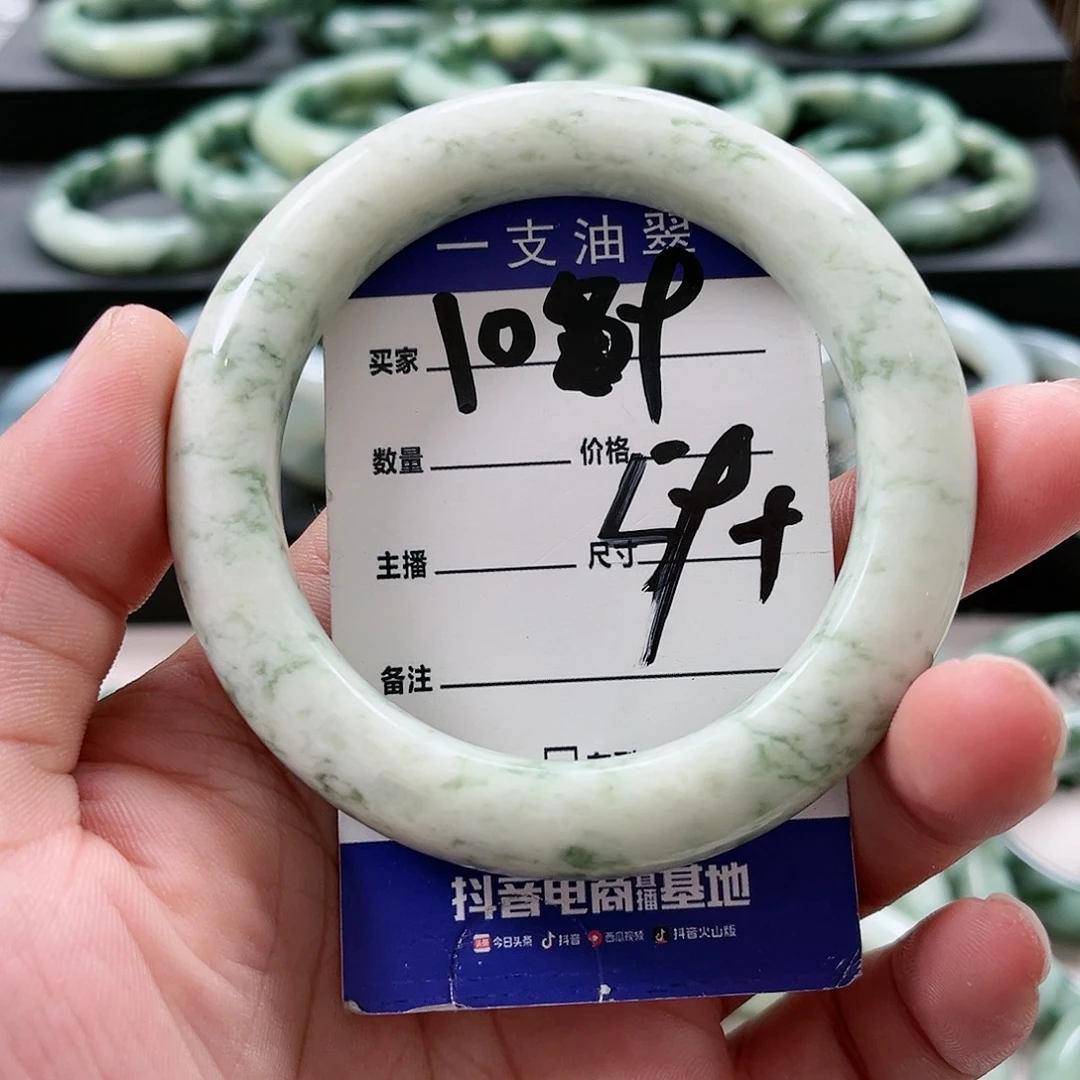 一支油翠
买家 10
数量 价格
主播 尺寸 59+
备注
抖音电商直播基地
今日头条 抖音 西瓜视频 抖音火山版